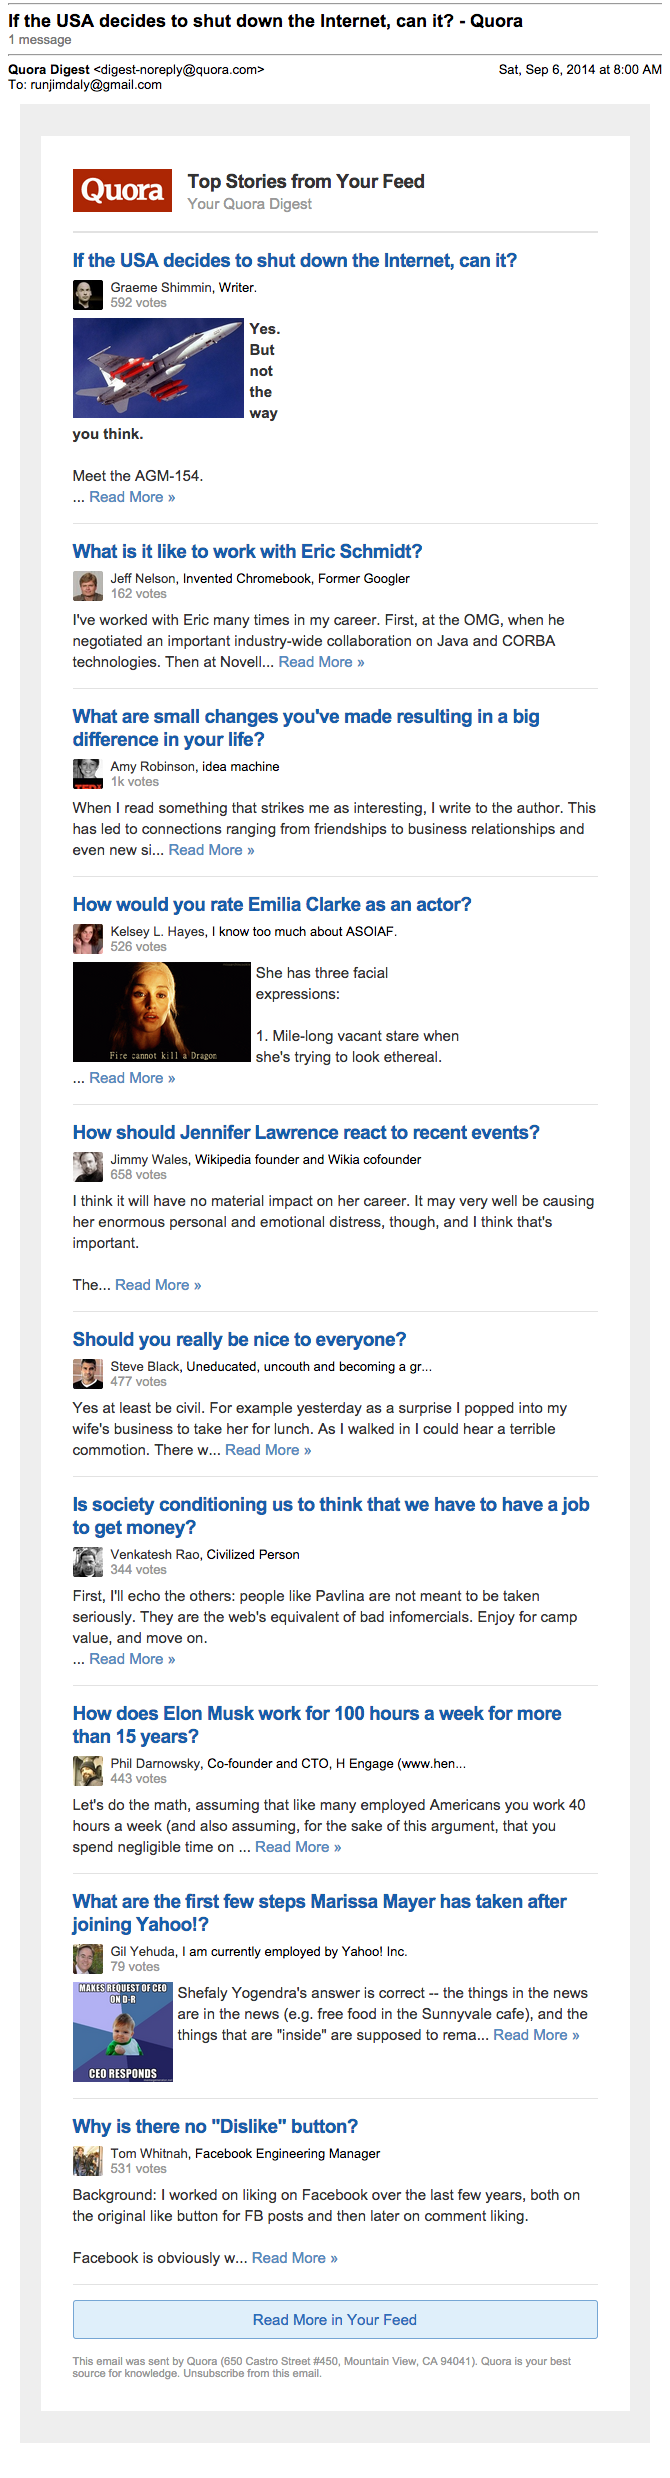 If the USA decides to shut down the Internet, can it? - Quora
1 message
Quora Digest <digest-noreply@quora.com> Sat, Sep 6, 2014 at 8:00 AM
To: runjimdaly@gmail.com
Quora
Top Stories from Your Feed
Your Quora Digest
If the USA decides to shut down the Internet, can it?
Graeme Shimmin, Writer.
592 votes
Yes.
But
not
the
way
you think.
Meet the AGM-154.
... Read More »
What is it like to work with Eric Schmidt?
Jeff Nelson, Invented Chromebook, Former Googler
162 votes
I've worked with Eric many times in my career. First, at the OMG, when he
negotiated an important industry-wide collaboration on Java and CORBA
technologies. Then at Novell... Read More »
What are small changes you've made resulting in a big
difference in your life?
Amy Robinson, idea machine
1k votes
When I read something that strikes me as interesting, I write to the author. This
has led to connections ranging from friendships to business relationships and
even new si... Read More »
How would you rate Emilia Clarke as an actor?
Kelsey L. Hayes, I know too much about ASOIAF.
526 votes
Fire cannot kill a Dragon
She has three facial
expressions:
1. Mile-long vacant stare when
she's trying to look ethereal.
... Read More »
How should Jennifer Lawrence react to recent events?
Jimmy Wales, Wikipedia founder and Wikia cofounder
658 votes
I think it will have no material impact on her career. It may very well be causing
her enormous personal and emotional distress, though, and I think that's
important.
The... Read More »
Should you really be nice to everyone?
Steve Black, Uneducated, uncouth and becoming a gr...
477 votes
Yes at least be civil. For example yesterday as a surprise I popped into my
wife's business to take her for lunch. As I walked in I could hear a terrible
commotion. There w... Read More »
Is society conditioning us to think that we have to have a job
to get money?
Venkatesh Rao, Civilized Person
344 votes
First, I'll echo the others: people like Pavlina are not meant to be taken
seriously. They are the web's equivalent of bad infomercials. Enjoy for camp
value, and move on.
... Read More »
How does Elon Musk work for 100 hours a week for more
than 15 years?
Phil Darnowsky, Co-founder and CTO, H Engage (www.hen...
443 votes
Let's do the math, assuming that like many employed Americans you work 40
hours a week (and also assuming, for the sake of this argument, that you
spend negligible time on ... Read More »
What are the first few steps Marissa Mayer has taken after
joining Yahoo!?
Gil Yehuda, I am currently employed by Yahoo! Inc.
79 votes
MAKES REQUEST OF CEO
ON D-R
CEO RESPONDS
Shefaly Yogendra's answer is correct -- the things in the news
are in the news (e.g. free food in the Sunnyvale cafe), and the
things that are "inside" are supposed to rema... Read More »
Why is there no "Dislike" button?
Tom Whitnah, Facebook Engineering Manager
531 votes
Background: I worked on liking on Facebook over the last few years, both on
the original like button for FB posts and then later on comment liking.
Facebook is obviously w... Read More »
Read More in Your Feed
This email was sent by Quora (650 Castro Street #450, Mountain View, CA 94041). Quora is your best
source for knowledge. Unsubscribe from this email.